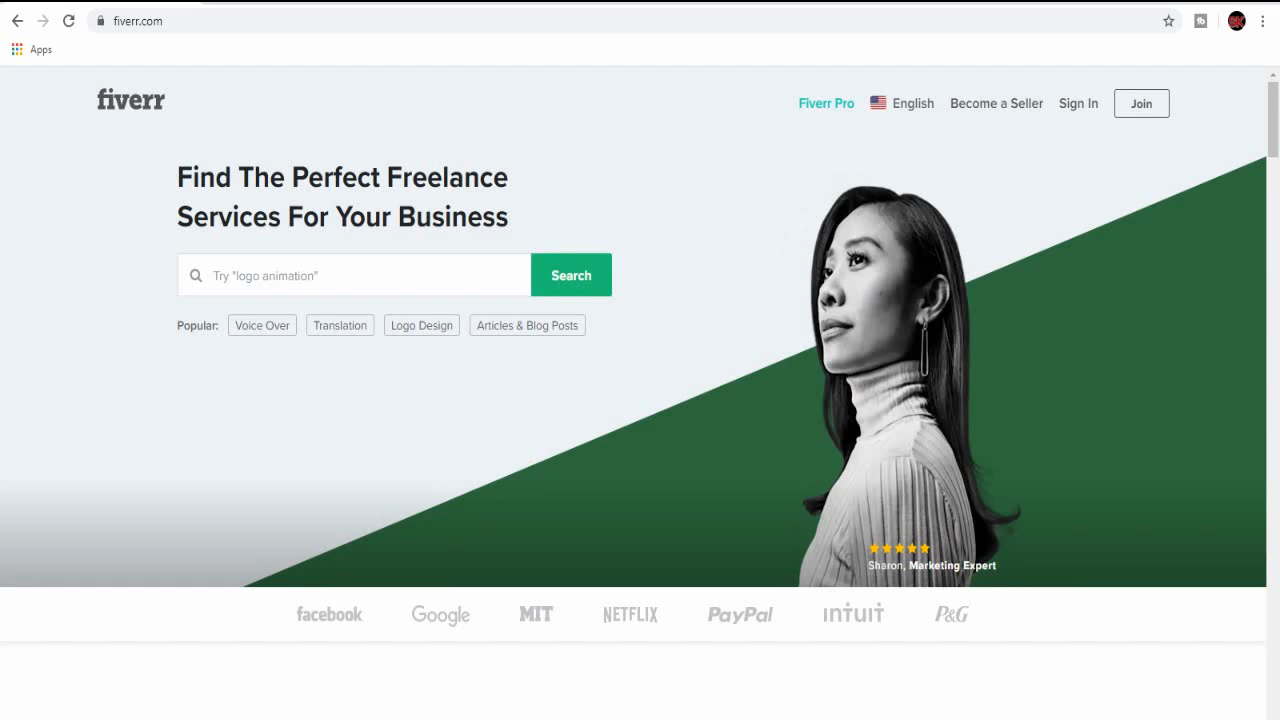 fiverr.com
Apps
fiverr
Fiverr Pro English Become a Seller Sign In Join
Find The Perfect Freelance
Services For Your Business
Try "logo animation" Search
Popular: Voice Over Translation Logo Design Articles & Blog Posts
Sharon, Marketing Expert
facebook Google MIT NETFLIX PayPal intuit P&G